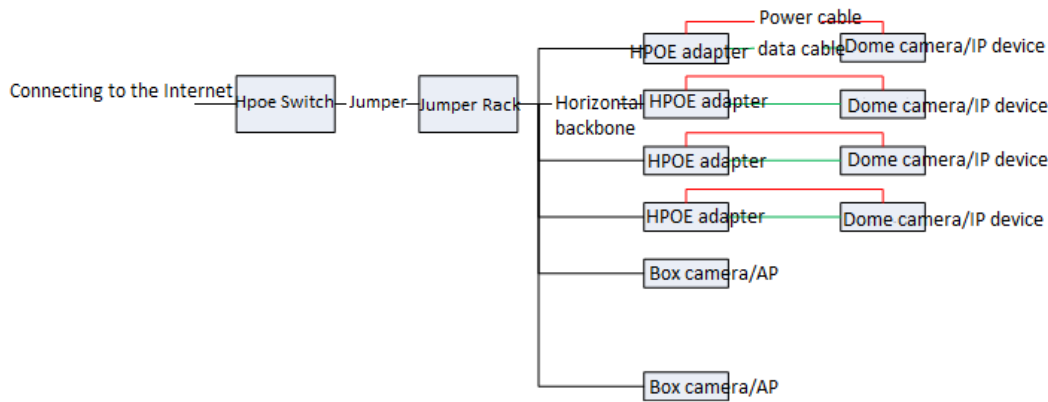 Power cable
HPOE adapter
data cable
Dome camera/IP device
Connecting to the Internet
Hpoe Switch
Jumper
Jumper Rack
Horizontal
backbone
HPOE adapter
Dome camera/IP device
HPOE adapter
Dome camera/IP device
HPOE adapter
Dome camera/IP device
Box camera/AP
Box camera/AP